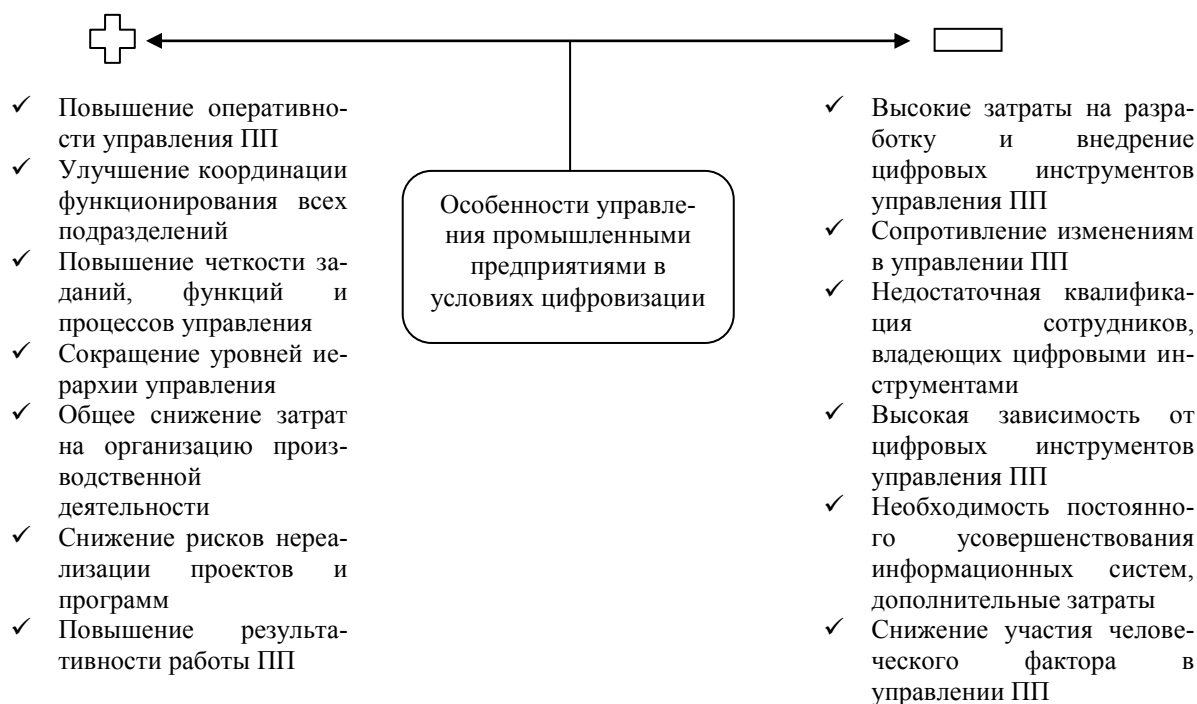 Повышение оперативно-
сти управления ПП
Улучшение координации
функционирования всех
подразделений
Повышение четкости за-
даний, функций и
процессов управления
Сокращение уровней ие-
рархии управления
Общее снижение затрат
на организацию произ-
водственной
деятельности
Снижение рисков нереа-
лизации проектов и
программ
Повышение результа-
тивности работы ПП
Особенности управле-
ния промышленными
предприятиями в
условиях цифровизации
Высокие затраты на разра-
ботку и внедрение
цифровых инструментов
управления ПП
Сопротивление изменениям
в управлении ПП
Недостаточная квалифика-
ция сотрудников,
владеющих цифровыми ин-
струментами
Высокая зависимость от
цифровых инструментов
управления ПП
Необходимость постоянно-
го усовершенствования
информационных систем,
дополнительные затраты
Снижение участия челове-
ческого фактора в
управлении ПП